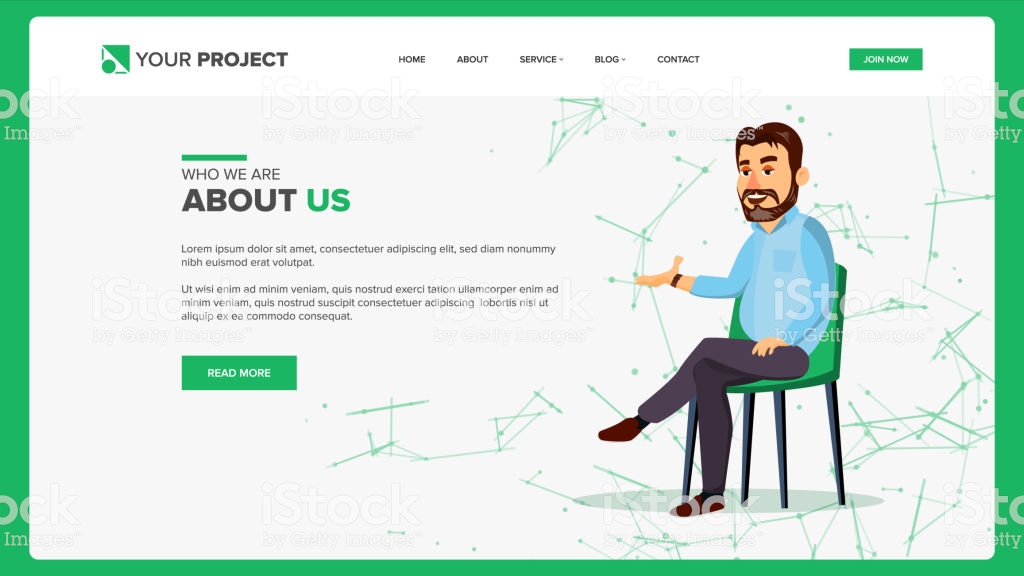 YOUR PROJECT
HOME ABOUT SERVICE BLOG CONTACT
JOIN NOW
WHO WE ARE
ABOUT US
Lorem ipsum dolor sit amet, consectetuer adipiscing elit, sed diam nonummy
nibh euismod erat volutpat.
Ut wisi enim ad minim veniam, quis nostrud exerci tation ullamcorper enim ad
minim veniam, quis nostrud suscipit consectetuer adipiscing lobortis nisl ut
aliquip ex ea commodo consequat.
READ MORE
iStock
by Getty Images™